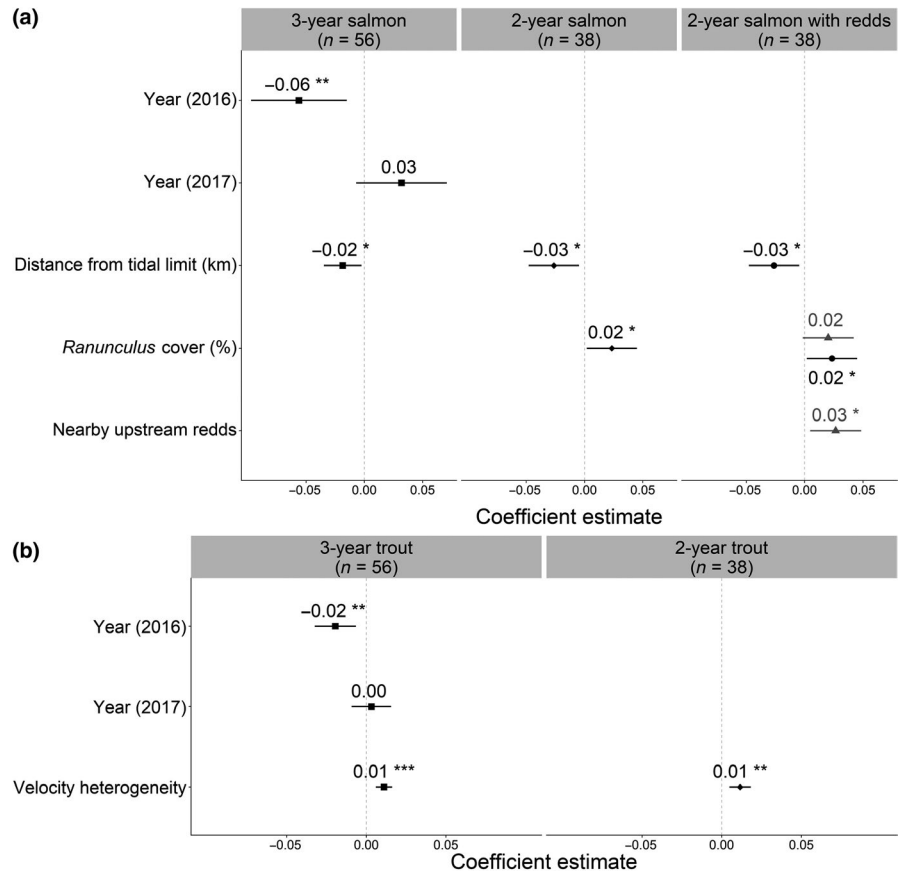 (a)
3-year salmon
(n = 56)
2-year salmon
(n = 38)
2-year salmon with redds
(n = 38)
Year (2016)
−0.06 **
Year (2017)
0.03
Distance from tidal limit (km)
−0.02 *
−0.03 *
−0.03 *
Ranunculus cover (%)
0.02 *
0.02
0.02 *
Nearby upstream redds
0.03 *
−0.05 0.00 0.05
−0.05 0.00 0.05
−0.05 0.00 0.05
Coefficient estimate
(b)
3-year trout
(n = 56)
2-year trout
(n = 38)
Year (2016)
−0.02 **
Year (2017)
0.00
Velocity heterogeneity
0.01 ***
0.01 **
−0.05 0.00 0.05
−0.05 0.00 0.05
Coefficient estimate